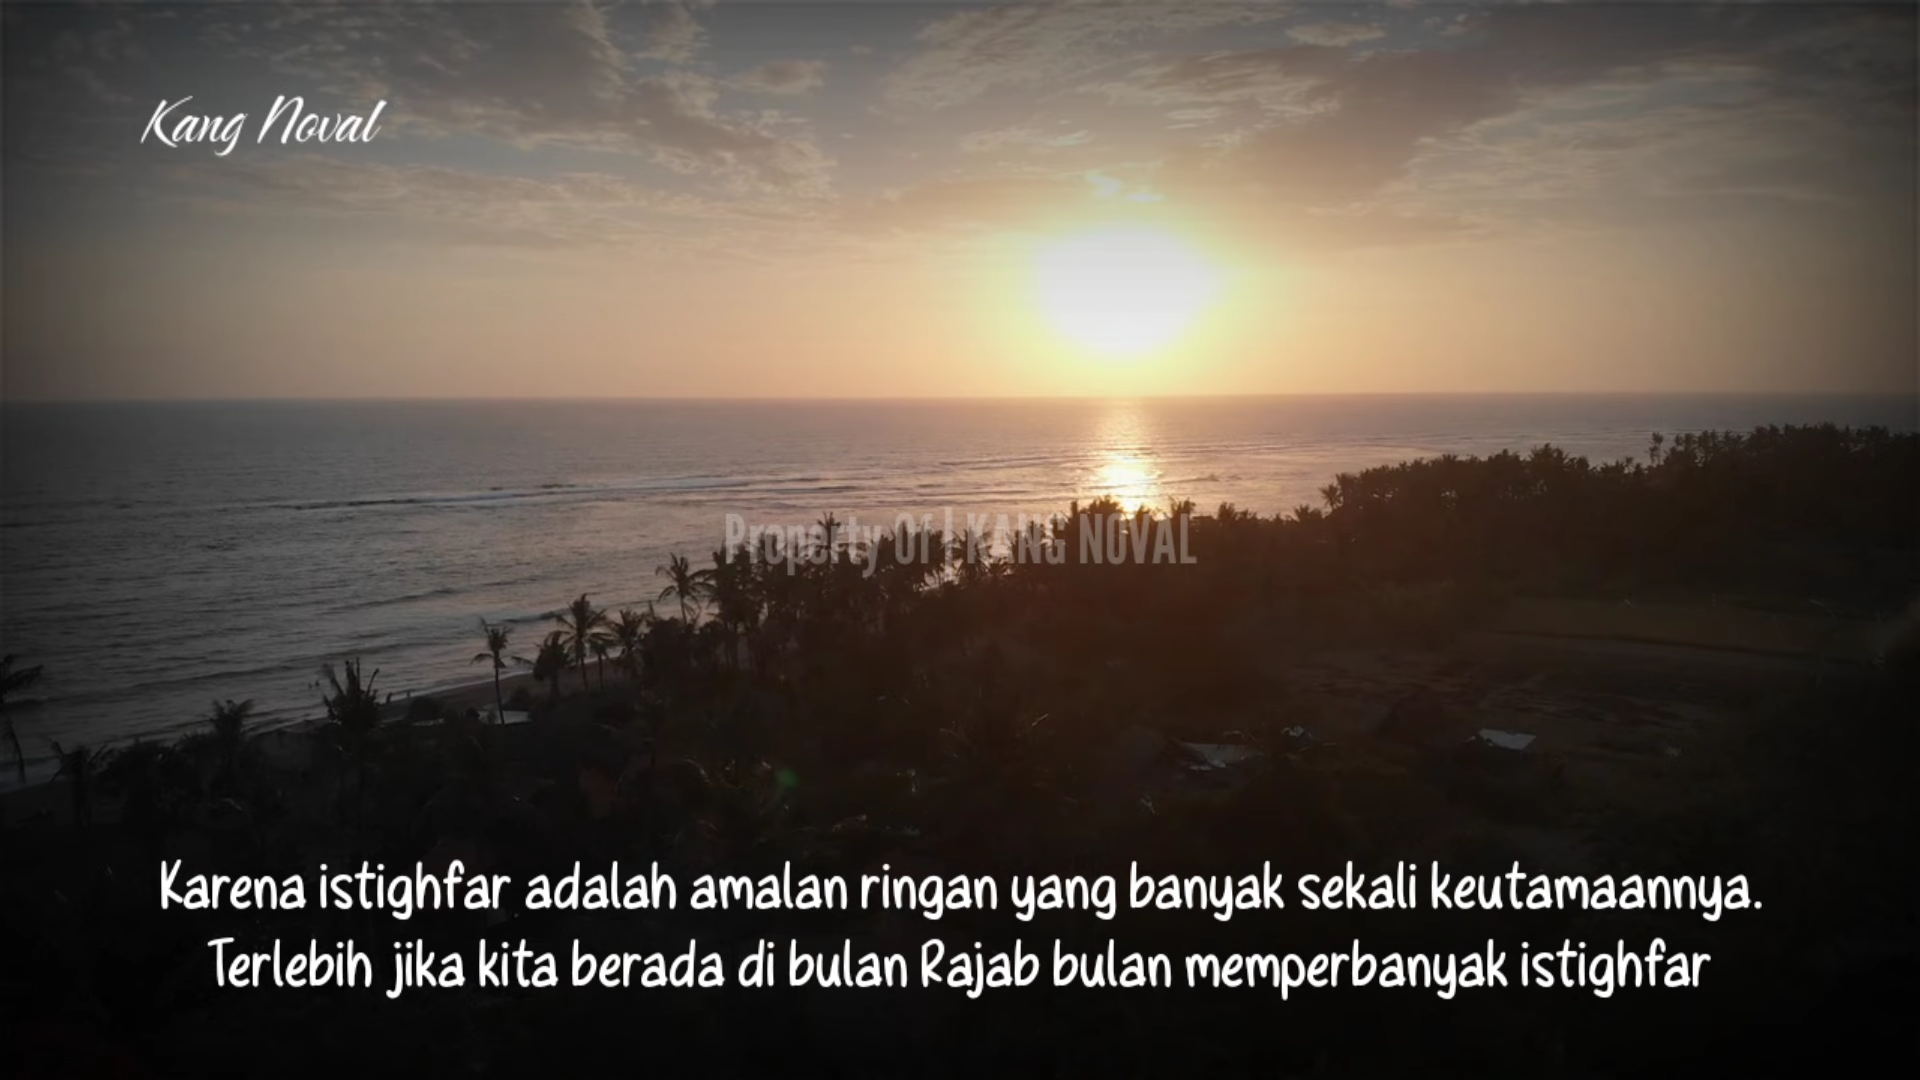 Kang Noval
Property Of | KANG NOVAL
Karena istighfar adalah amalan ringan yang banyak sekali keutamaannya.
Terlebih jika kita berada di bulan Rajab bulan memperbanyak istighfar